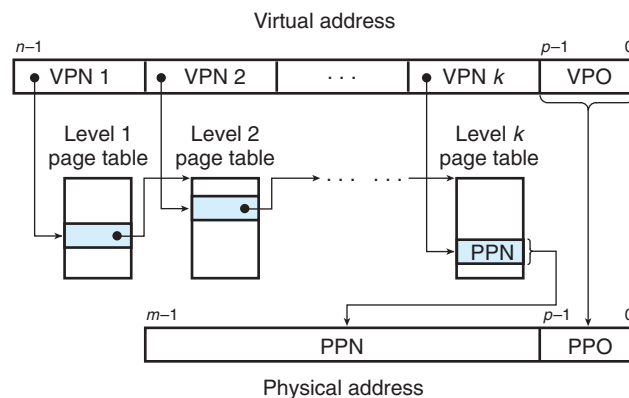 Virtual address
n–1 p–1 0
VPN 1 VPN 2 · · · VPN k VPO
Level 1 page table
Level 2 page table
Level k page table
· · · · · ·
PPN
m–1 p–1 0
PPN PPO
Physical address